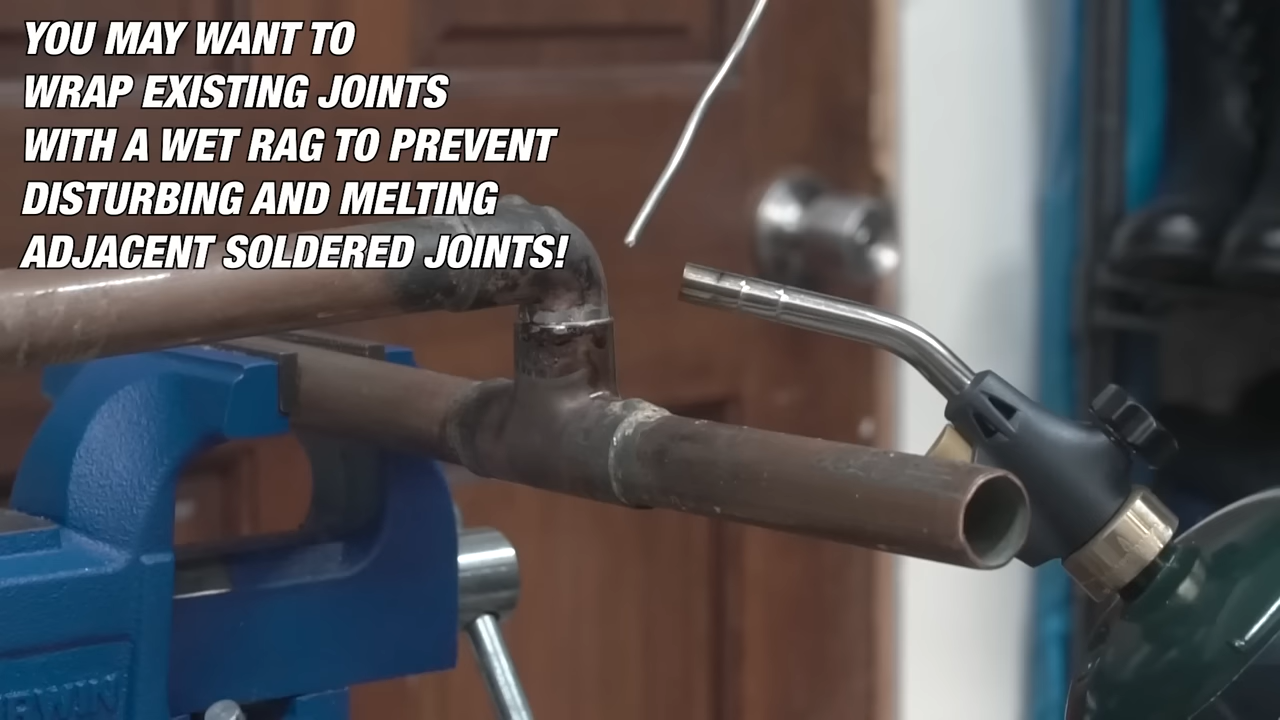 YOU MAY WANT TO
WRAP EXISTING JOINTS
WITH A WET RAG TO PREVENT
DISTURBING AND MELTING
ADJACENT SOLDERED JOINTS!